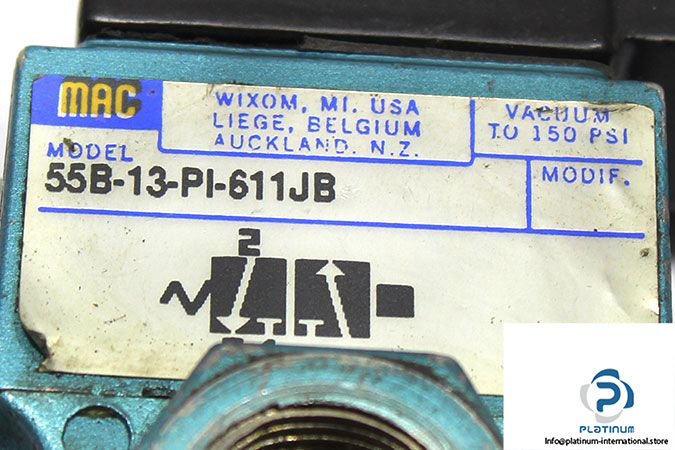 MAC
WIXOM, MI. USA
LIEGE, BELGIUM
AUCKLAND, N.Z.
VACUUM
TO 150 PSI
MODEL
55B-13-PI-611JB
MODIF.
2
PLATINUM
info@platinum-international.store